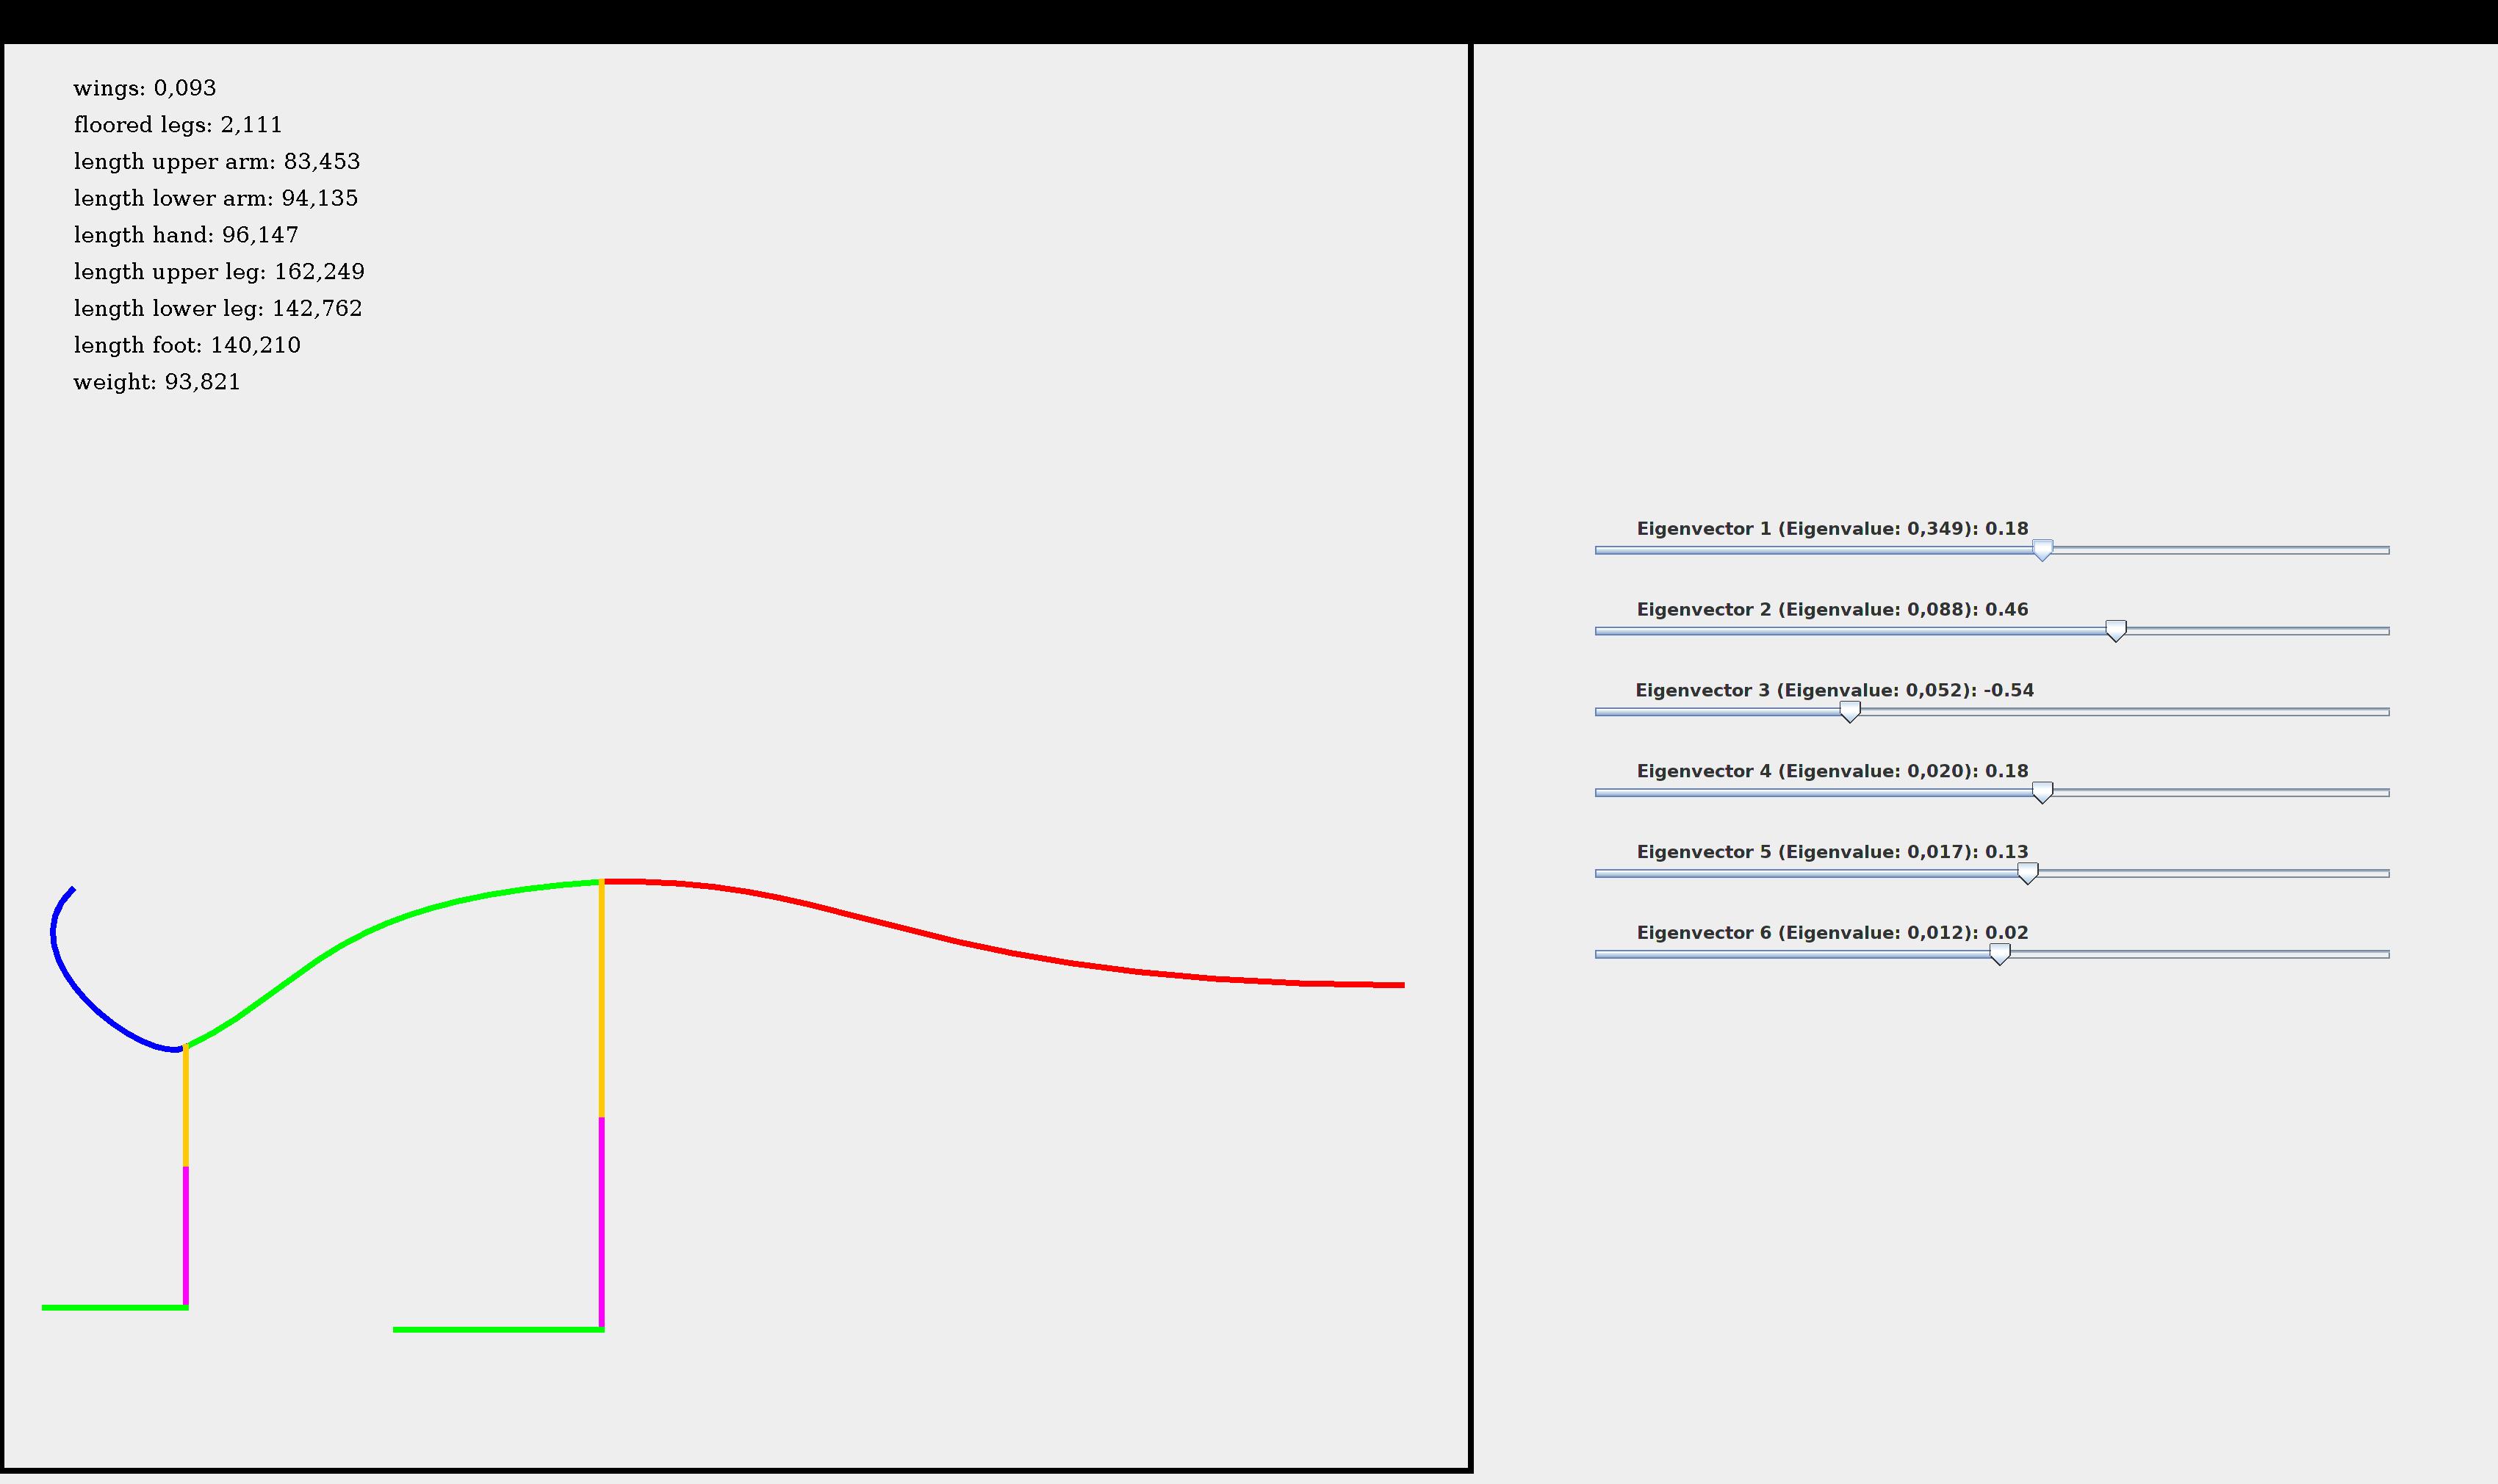 wings: 0,093
floored legs: 2,111
length upper arm: 83,453
length lower arm: 94,135
length hand: 96,147
length upper leg: 162,249
length lower leg: 142,762
length foot: 140,210
weight: 93,821
Eigenvector 1 (Eigenvalue: 0,349): 0.18
Eigenvector 2 (Eigenvalue: 0,088): 0.46
Eigenvector 3 (Eigenvalue: 0,052): -0.54
Eigenvector 4 (Eigenvalue: 0,020): 0.18
Eigenvector 5 (Eigenvalue: 0,017): 0.13
Eigenvector 6 (Eigenvalue: 0,012): 0.02